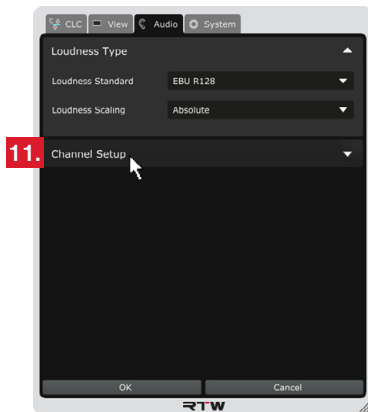 CLC View Audio System
Loudness Type
Loudness Standard EBU R128
Loudness Scaling Absolute
11. Channel Setup
OK Cancel
RTW